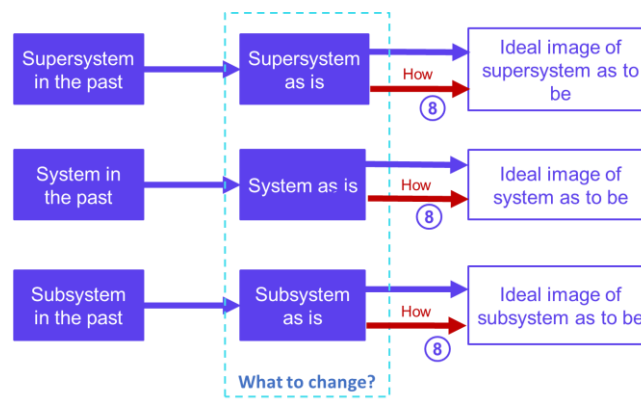 Supersystem
in the past
Supersystem
as is
How
8
Ideal image of
supersystem as to
be
System in
the past
System as is
How
8
Ideal image of
system as to be
Subsystem
in the past
Subsystem
as is
How
8
Ideal image of
subsystem as to be
What to change?